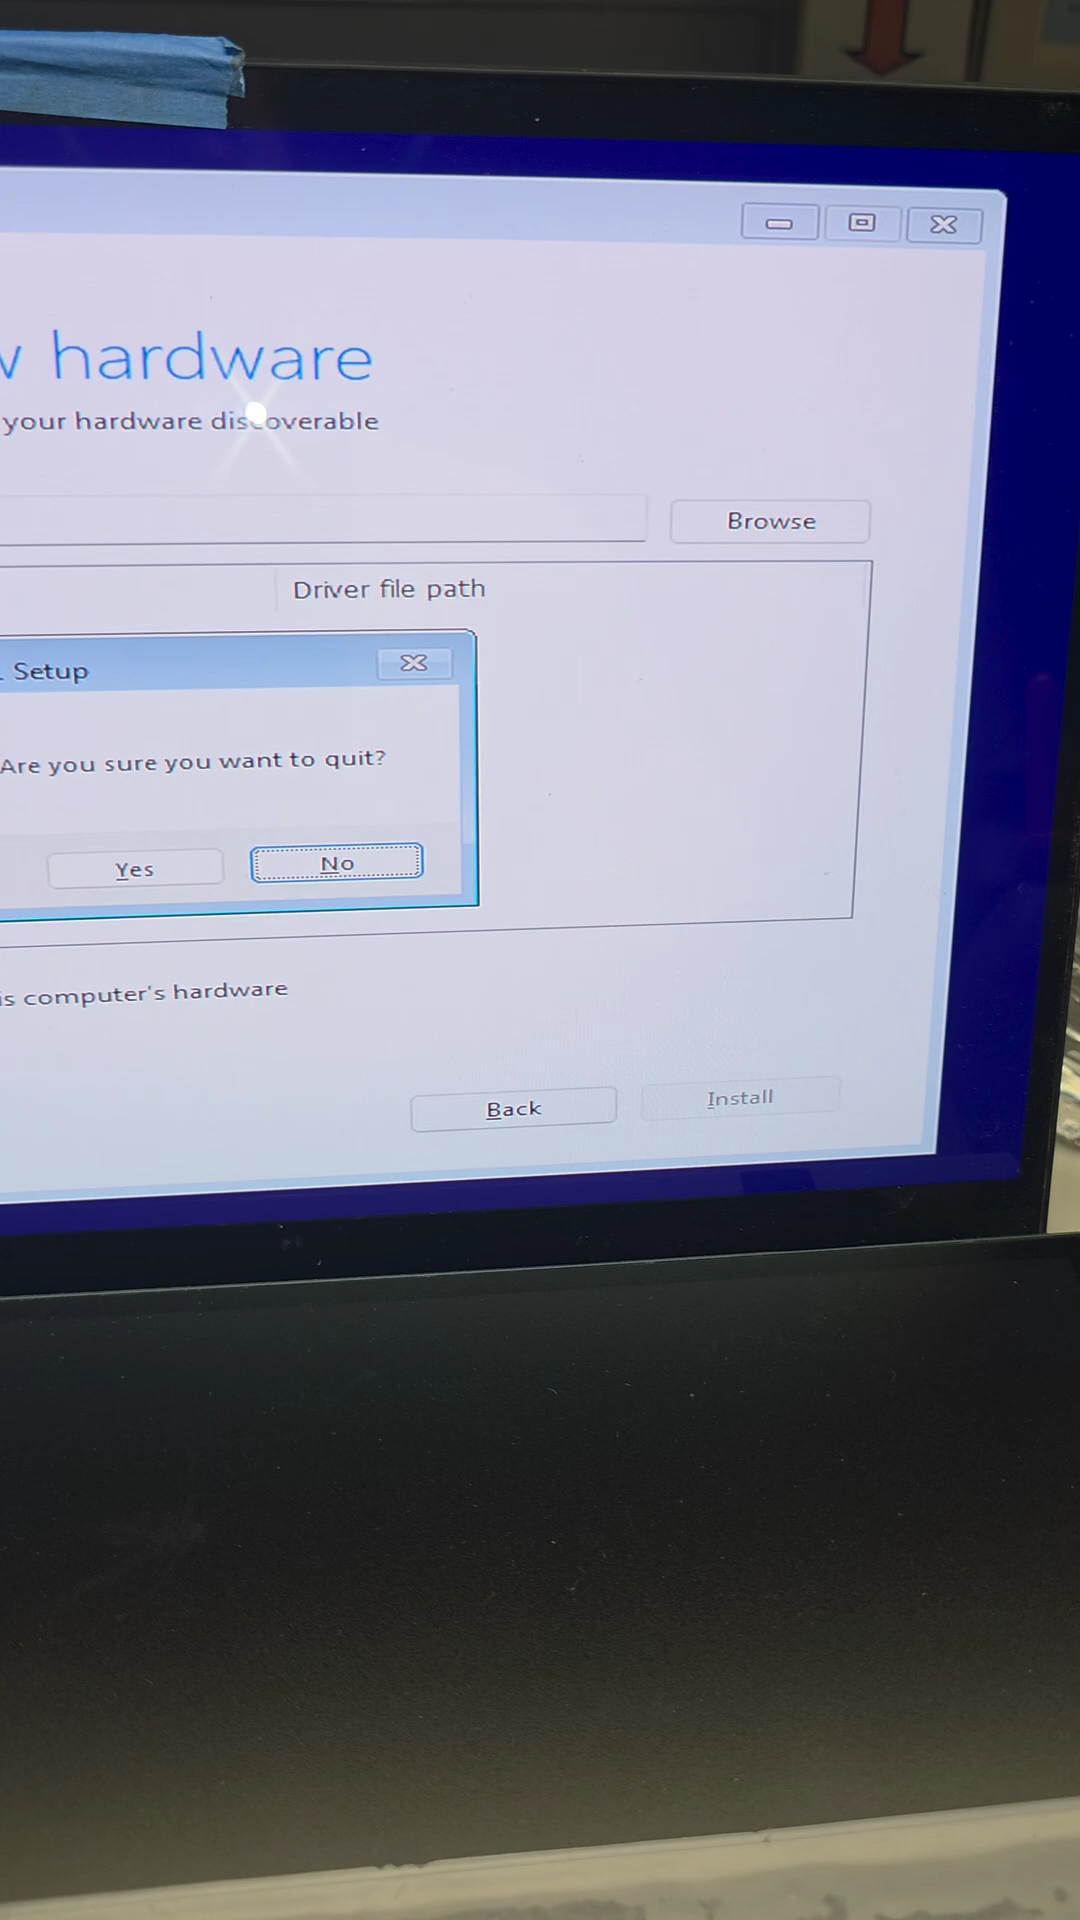 hardware
your hardware discoverable
Browse
Driver file path
Setup
Are you sure you want to quit?
Yes
No
computer's hardware
Back
Install